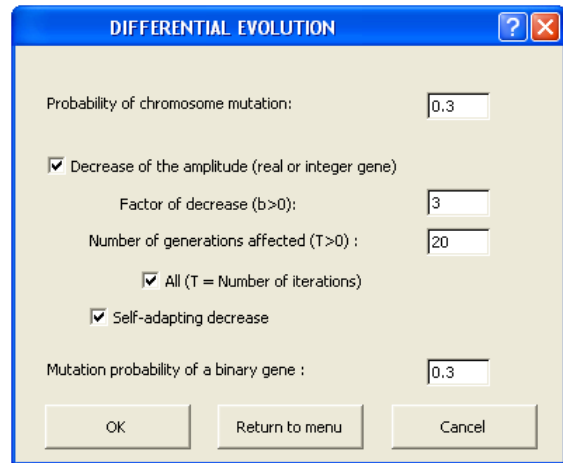 DIFFERENTIAL EVOLUTION
Probability of chromosome mutation: 0.3
Decrease of the amplitude (real or integer gene)
Factor of decrease (b>0): 3
Number of generations affected (T>0) : 20
All (T = Number of iterations)
Self-adapting decrease
Mutation probability of a binary gene : 0.3
OK Return to menu Cancel